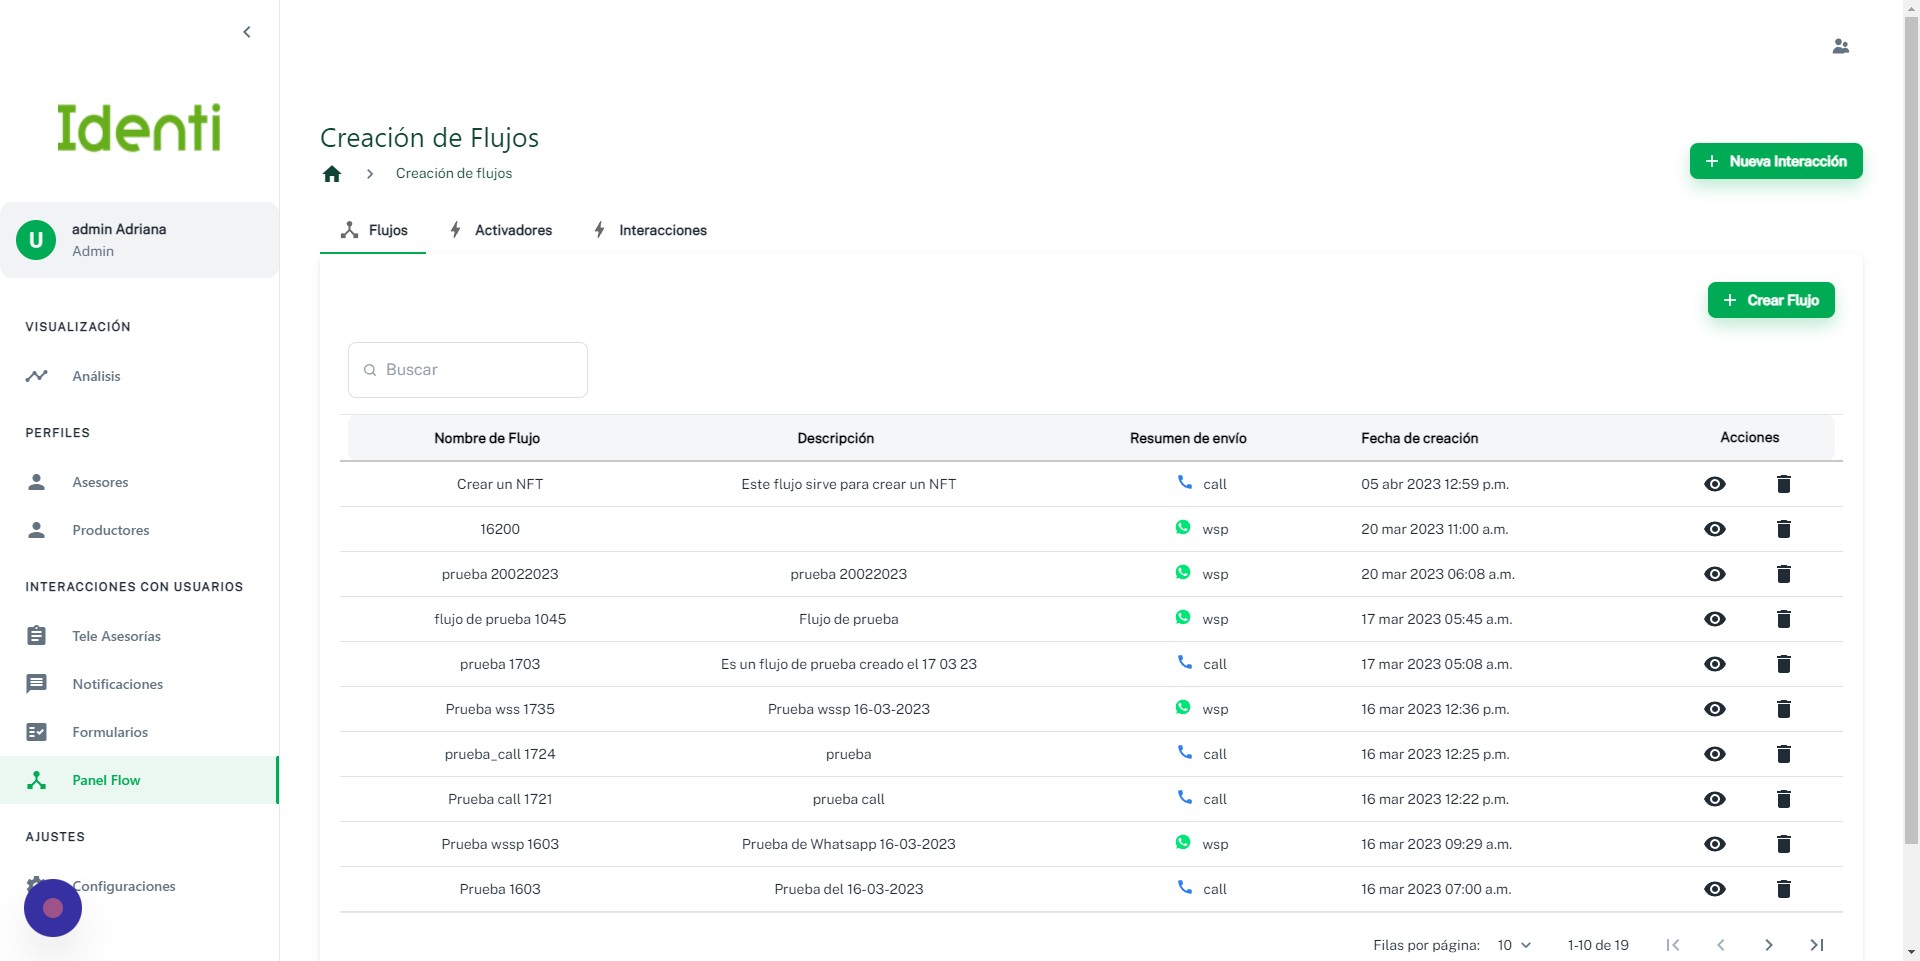 Identi
U
admin Adriana
Admin
VISUALIZACIÓN
Análisis
PERFILES
Asesores
Productores
INTERACCIONES CON USUARIOS
Tele Asesorías
Notificaciones
Formularios
Panel Flow
AJUSTES
Configuraciones
Creación de Flujos
Creación de flujos
Nueva Interacción
Flujos Activadores Interacciones
Crear Flujo
Buscar
Nombre de Flujo Descripción Resumen de envío Fecha de creación Acciones
Crear un NFT Este flujo sirve para crear un NFT call 05 abr 2023 12:59 p.m.
16200 wsp 20 mar 2023 11:00 a.m.
prueba 20022023 prueba 20022023 wsp 20 mar 2023 06:08 a.m.
flujo de prueba 1045 Flujo de prueba wsp 17 mar 2023 05:45 a.m.
prueba 1703 Es un flujo de prueba creado el 17 03 23 call 17 mar 2023 05:08 a.m.
Prueba wss 1735 Prueba wssp 16-03-2023 wsp 16 mar 2023 12:36 p.m.
prueba_call 1724 prueba call 16 mar 2023 12:25 p.m.
Prueba call 1721 prueba call call 16 mar 2023 12:22 p.m.
Prueba wssp 1603 Prueba de Whatsapp 16-03-2023 wsp 16 mar 2023 09:29 a.m.
Prueba 1603 Prueba del 16-03-2023 call 16 mar 2023 07:00 a.m.
Filas por página: 10 1-10 de 19